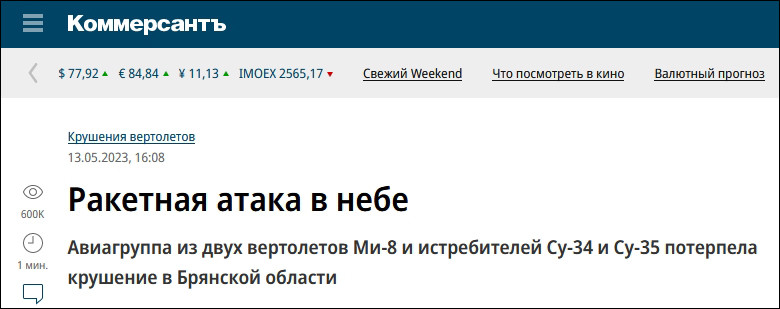 Коммерсантъ
$ 77,92 ▲ € 84,84 ▲ ¥ 11,13 ▲ IMOEX 2565,17 ▼ Свежий Weekend Что посмотреть в кино Валютный прогноз
Крушения вертолетов
13.05.2023, 16:08
Ракетная атака в небе
600K
Авиагруппа из двух вертолетов Ми-8 и истребителей Су-34 и Су-35 потерпела
1 мин.
крушение в Брянской области